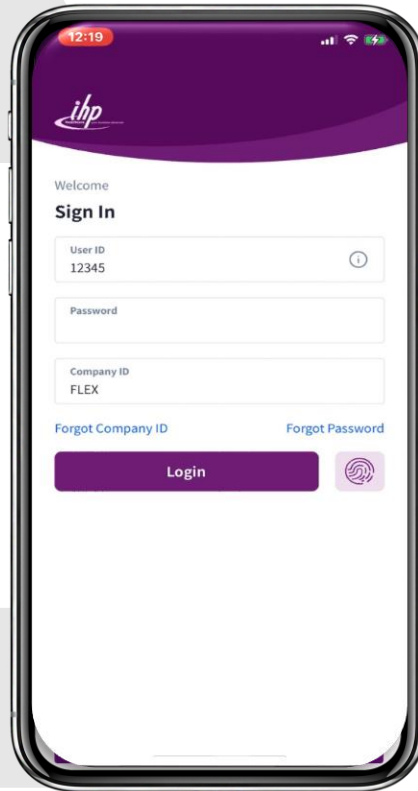 12:19
ihp
Welcome
Sign In
User ID
12345
Password
Company ID
FLEX
Forgot Company ID
Forgot Password
Login